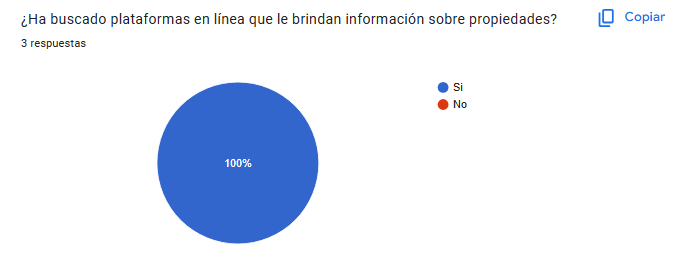 ¿Ha buscado plataformas en línea que le brindan información sobre propiedades?
Copiar
3 respuestas
Si
No
100%